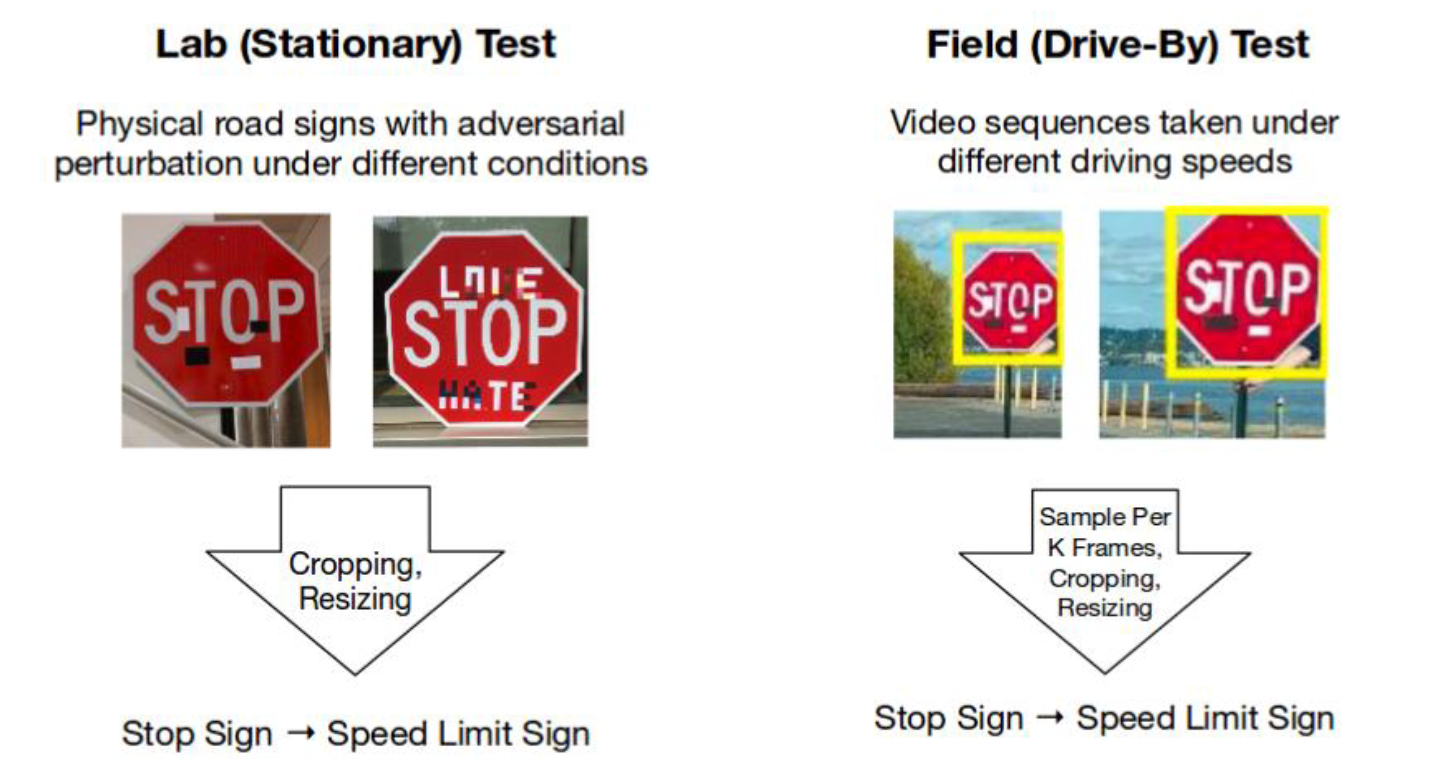 Lab (Stationary) Test
Physical road signs with adversarial
perturbation under different conditions
STOP
LOVE
STOP
HATE
Cropping,
Resizing
Stop Sign → Speed Limit Sign
Field (Drive-By) Test
Video sequences taken under
different driving speeds
STOP
STOP
Sample Per
K Frames,
Cropping,
Resizing
Stop Sign → Speed Limit Sign